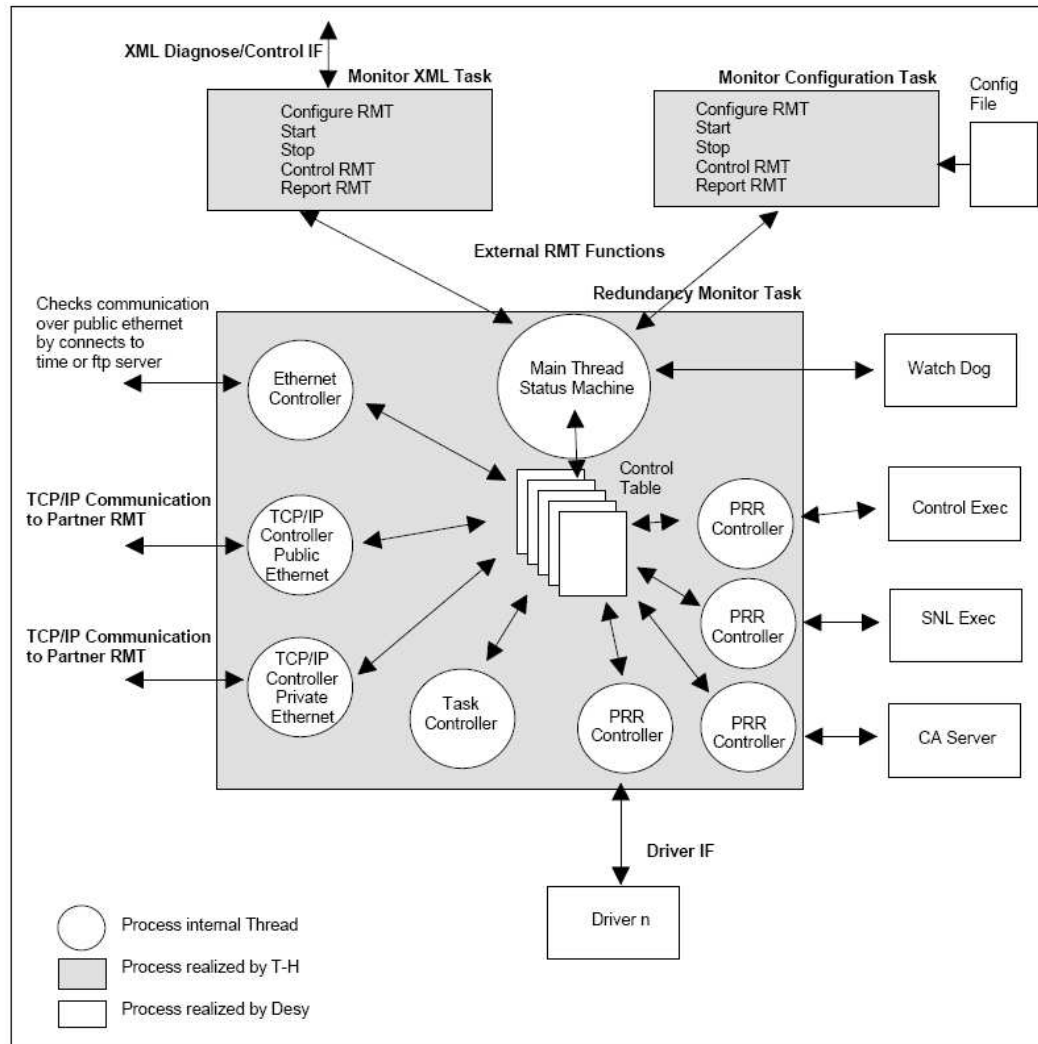 XML Diagnose/Control IF
Monitor XML Task
Configure RMT
Start
Stop
Control RMT
Report RMT
Monitor Configuration Task
Configure RMT
Start
Stop
Control RMT
Report RMT
Config
File
External RMT Functions
Redundancy Monitor Task
Checks communication
over public ethernet
by connects to
time or ftp server
Ethernet
Controller
Main Thread
Status Machine
Watch Dog
Control
Table
TCP/IP Communication
to Partner RMT
TCP/IP
Controller
Public
Ethernet
PRR
Controller
Control Exec
PRR
Controller
SNL Exec
TCP/IP Communication
to Partner RMT
TCP/IP
Controller
Private
Ethernet
Task
Controller
PRR
Controller
PRR
Controller
CA Server
Driver IF
Driver n
Process internal Thread
Process realized by T-H
Process realized by Desy